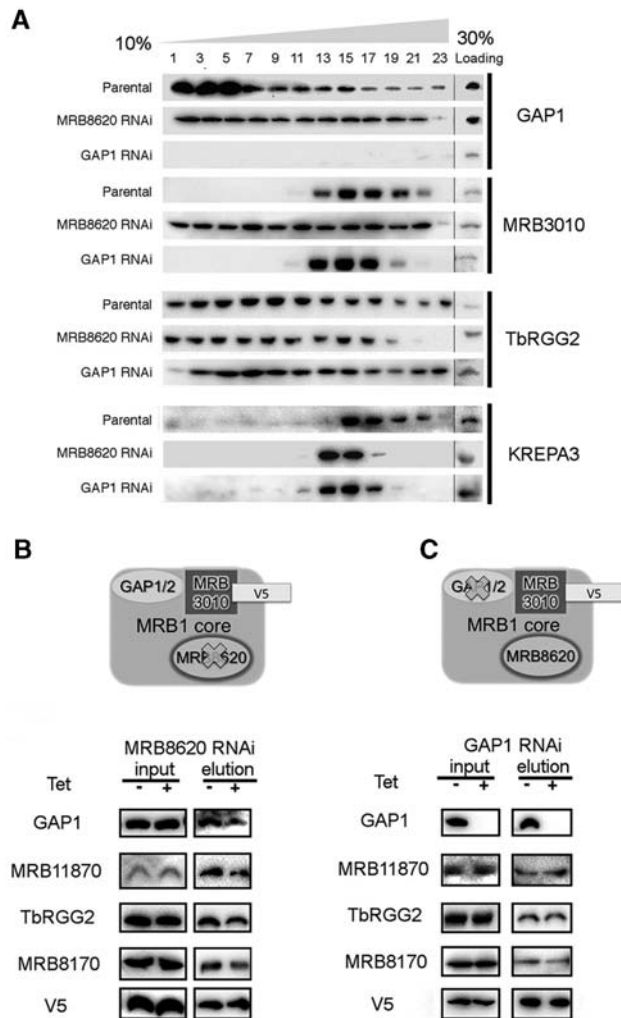 A
10% 30%
1 3 5 7 9 11 13 15 17 19 21 23 Loading
Parental
MRB8620 RNAi
GAP1 RNAi
GAP1
Parental
MRB8620 RNAi
GAP1 RNAi
MRB3010
Parental
MRB8620 RNAi
GAP1 RNAi
TbRGG2
Parental
MRB8620 RNAi
GAP1 RNAi
KREPA3
B
GAP1/2
MRB
3010
V5
MRB1 core
MRB8620
MRB8620 RNAi
input elution
Tet - + - +
GAP1
MRB11870
TbRGG2
MRB8170
V5
C
GAP1/2
MRB
3010
V5
MRB1 core
MRB8620
GAP1 RNAi
input elution
Tet - + - +
GAP1
MRB11870
TbRGG2
MRB8170
V5